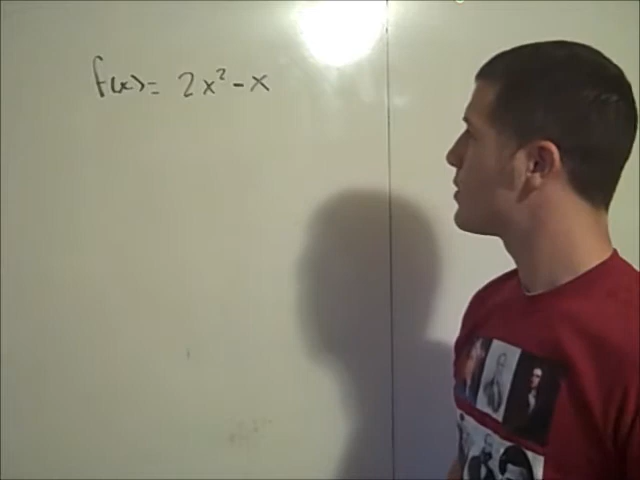 f(x) = 2x² - x